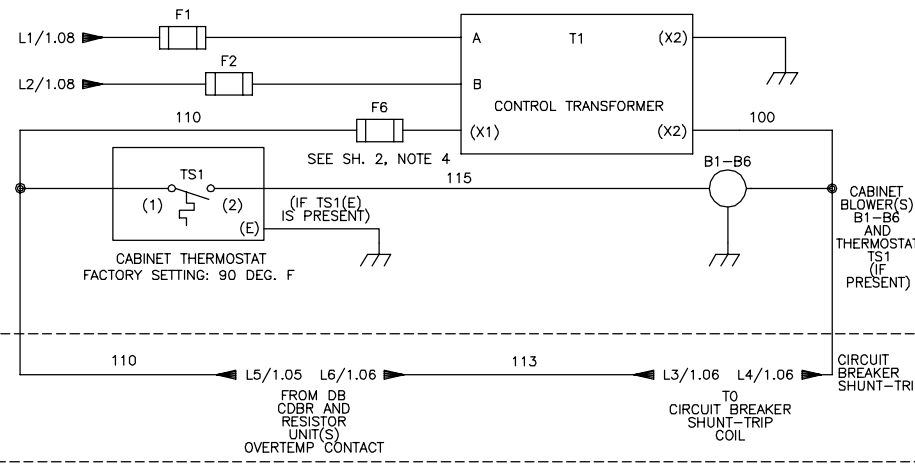 F1
L1/1.08
A
T1
(X2)
F2
L2/1.08
B
CONTROL TRANSFORMER
110
F6
(X1)
(X2)
100
SEE SH. 2, NOTE 4
TS1
115
B1-B6
(1)
(2)
(IF TS1(E)
IS PRESENT)
(E)
CABINET THERMOSTAT
FACTORY SETTING: 90 DEG. F
CABINET
BLOWER(S)
B1-B6
AND
THERMOSTAT
TS1
(IF
PRESENT)
110
L5/1.05
L6/1.06
113
L3/1.06
L4/1.06
FROM DB
CDBR AND
RESISTOR
UNIT(S)
OVERTEMP CONTACT
TO
CIRCUIT BREAKER
SHUNT-TRIP
COIL
CIRCUIT
BREAKER
SHUNT-TRI